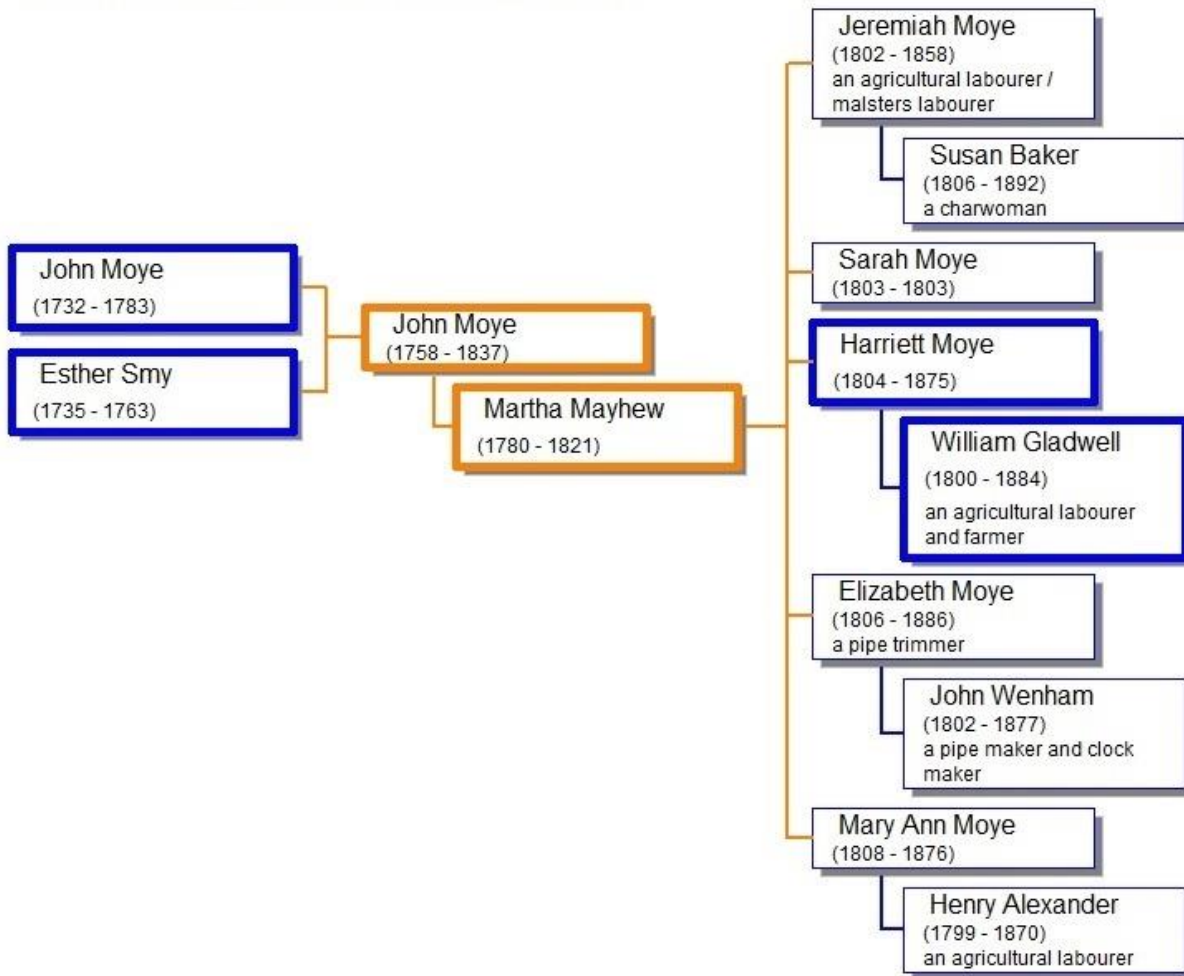 John Moye
(1732 - 1783)
Esther Smy
(1735 - 1763)
John Moye
(1758 - 1837)
Martha Mayhew
(1780 - 1821)
Jeremiah Moye
(1802 - 1858)
an agricultural labourer /
malsters labourer
Susan Baker
(1806 - 1892)
a charwoman
Sarah Moye
(1803 - 1803)
Harriett Moye
(1804 - 1875)
William Gladwell
(1800 - 1884)
an agricultural labourer
and farmer
Elizabeth Moye
(1806 - 1886)
a pipe trimmer
John Wenham
(1802 - 1877)
a pipe maker and clock
maker
Mary Ann Moye
(1808 - 1876)
Henry Alexander
(1799 - 1870)
an agricultural labourer